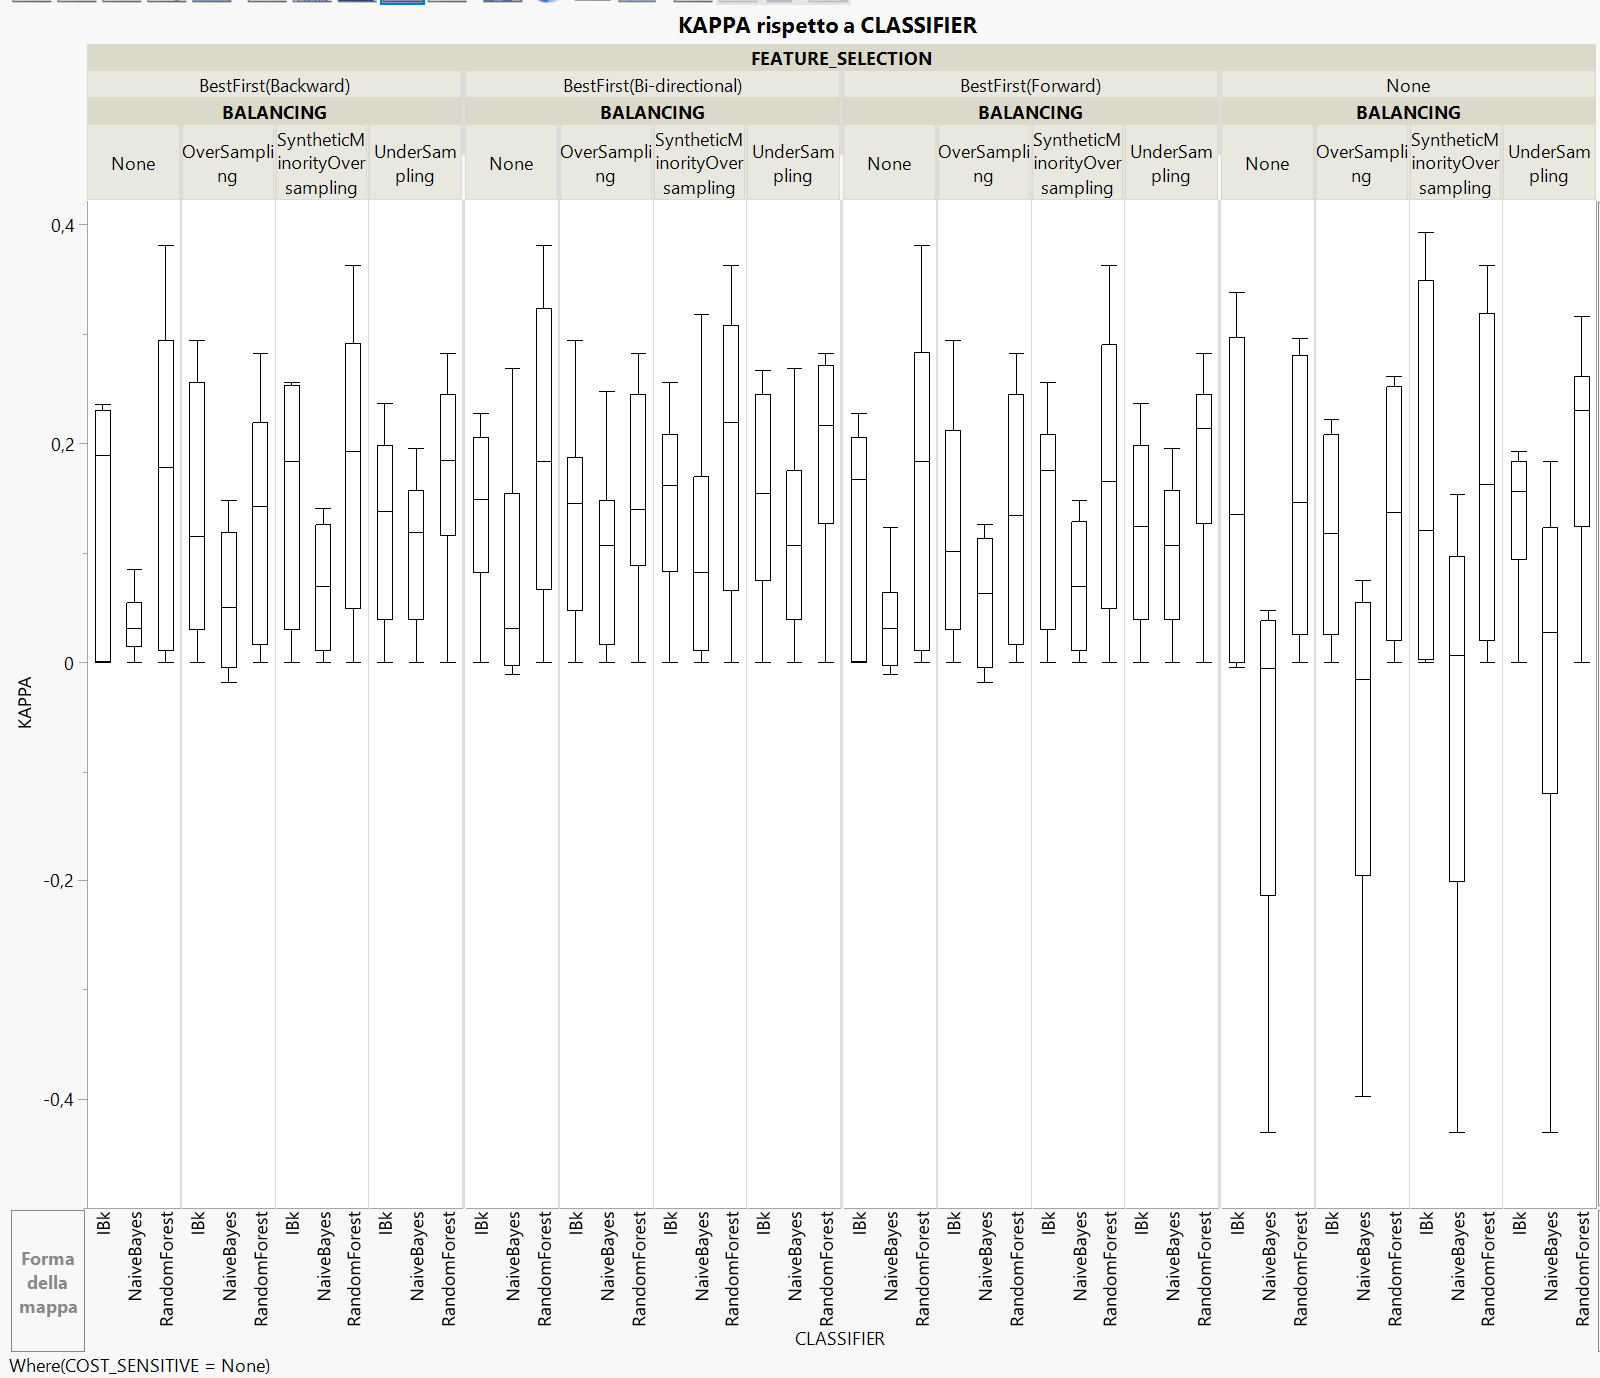 KAPPA rispetto a CLASSIFIER
FEATURE_SELECTION
BestFirst(Backward) BestFirst(Bi-directional) BestFirst(Forward) None
BALANCING BALANCING BALANCING BALANCING
None
OverSampli
ng
SyntheticM
inorityOver
sampling
UnderSam
pling
None
OverSampli
ng
SyntheticM
inorityOver
sampling
UnderSam
pling
None
OverSampli
ng
SyntheticM
inorityOver
sampling
UnderSam
pling
None
OverSampli
ng
SyntheticM
inorityOver
sampling
UnderSam
pling
0,4
0,2
0
-0,2
-0,4
KAPPA
IBk
NaiveBayes
RandomForest
IBk
NaiveBayes
RandomForest
IBk
NaiveBayes
RandomForest
IBk
NaiveBayes
RandomForest
IBk
NaiveBayes
RandomForest
IBk
NaiveBayes
RandomForest
IBk
NaiveBayes
RandomForest
IBk
NaiveBayes
RandomForest
IBk
NaiveBayes
RandomForest
IBk
NaiveBayes
RandomForest
IBk
NaiveBayes
RandomForest
IBk
NaiveBayes
RandomForest
IBk
NaiveBayes
RandomForest
IBk
NaiveBayes
RandomForest
IBk
NaiveBayes
RandomForest
IBk
NaiveBayes
RandomForest
Forma
della
mappa
CLASSIFIER
Where(COST_SENSITIVE = None)